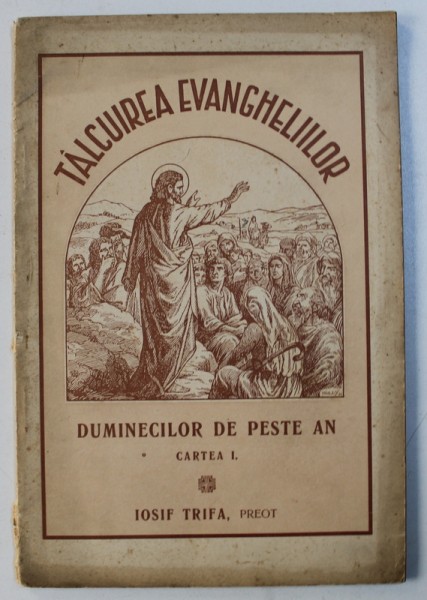 TÂLCUIREA EVANGHELIILOR
DUMINECILOR DE PESTE AN
CARTEA I.
IOSIF TRIFA, PREOT